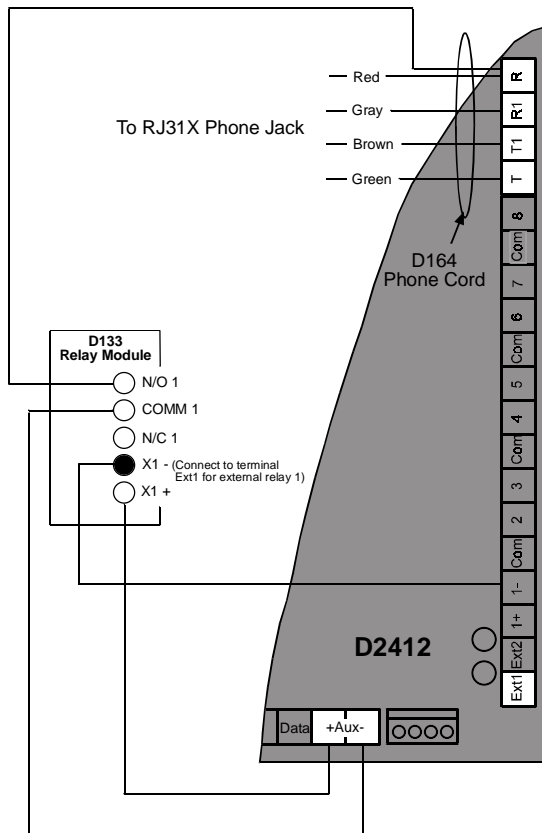 Red
Gray
To RJ31X Phone Jack
Brown
Green
D164
Phone Cord
R
R1
T1
T
8
Com
7
6
Com
5
4
Com
3
2
Com
1-
1+
Ext2
Ext1
D133
Relay Module
N/O 1
COMM 1
N/C 1
X1 - (Connect to terminal
Ext1 for external relay 1)
X1 +
D2412
Data
+Aux-